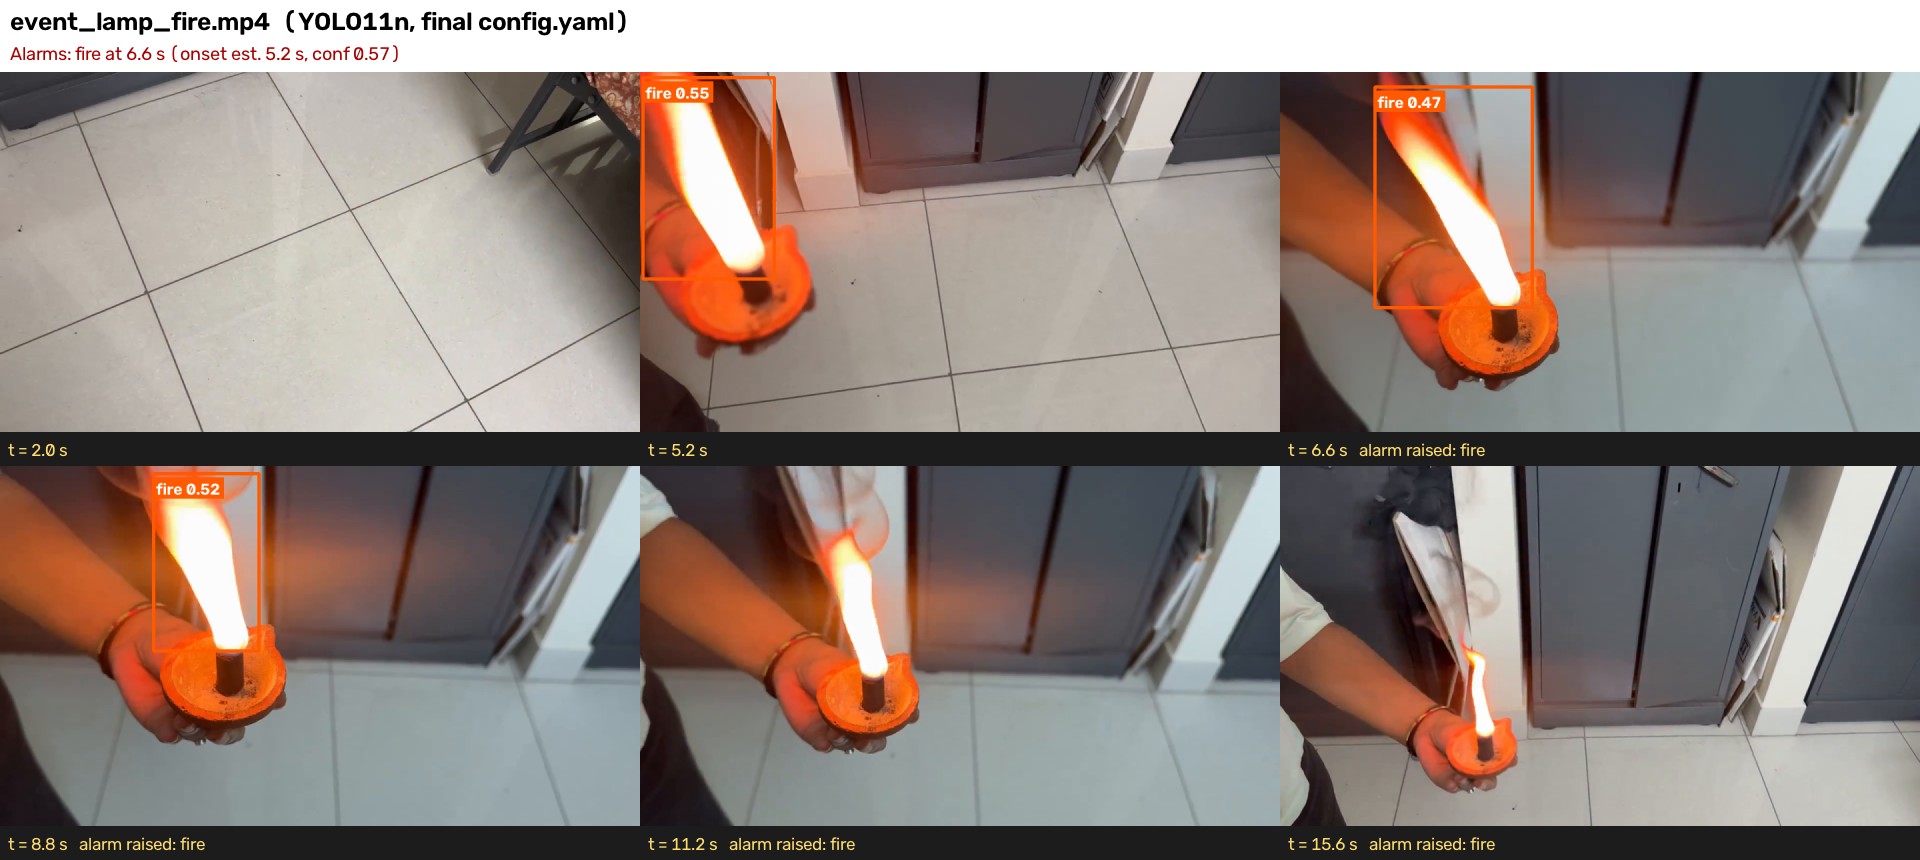 event_lamp_fire.mp4 (YOLO11n, final config.yaml)
Alarms: fire at 6.6 s (onset est. 5.2 s, conf 0.57)
fire 0.55
fire 0.47
t = 2.0 s
t = 5.2 s
t = 6.6 s alarm raised: fire
fire 0.52
t = 8.8 s alarm raised: fire
t = 11.2 s alarm raised: fire
t = 15.6 s alarm raised: fire